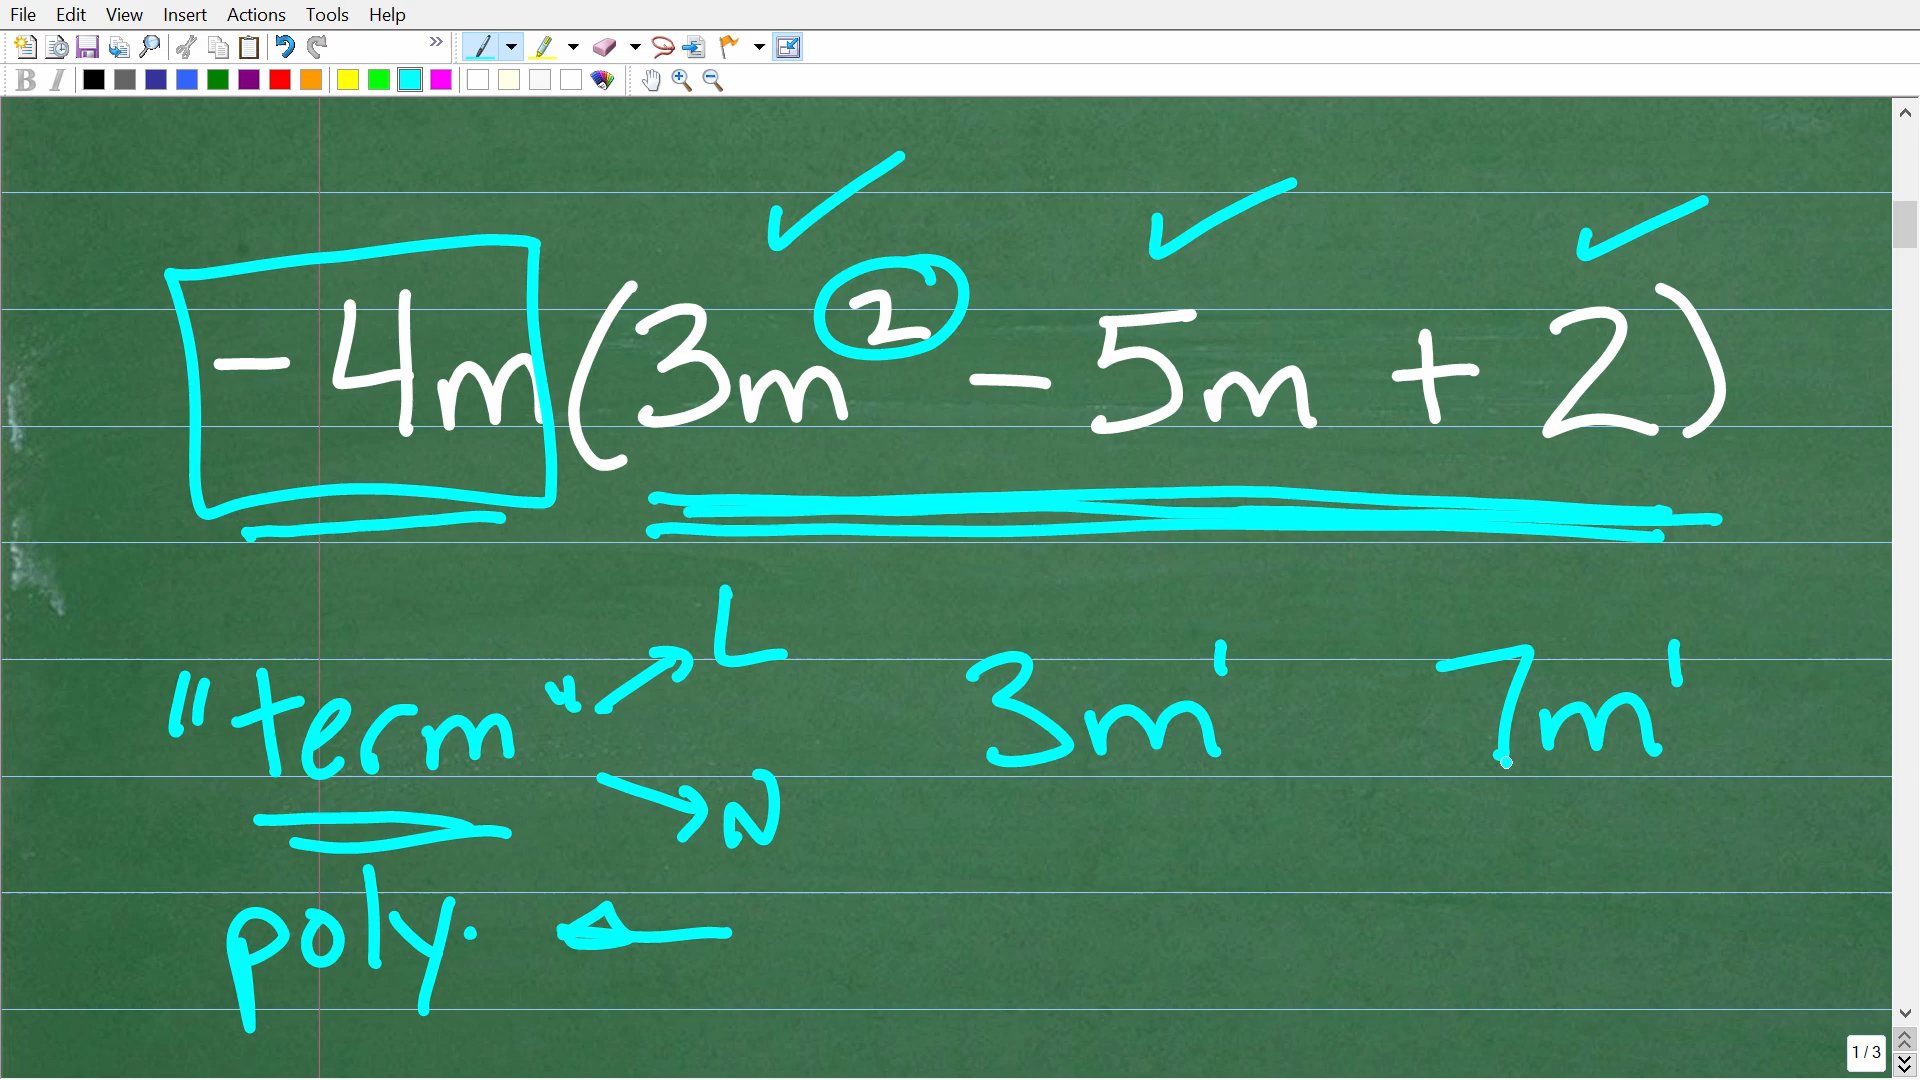 File Edit View Insert Actions Tools Help
B I
-4m(3m² - 5m + 2)
"term" L 3m¹ 7m¹
N
poly.
1 / 3